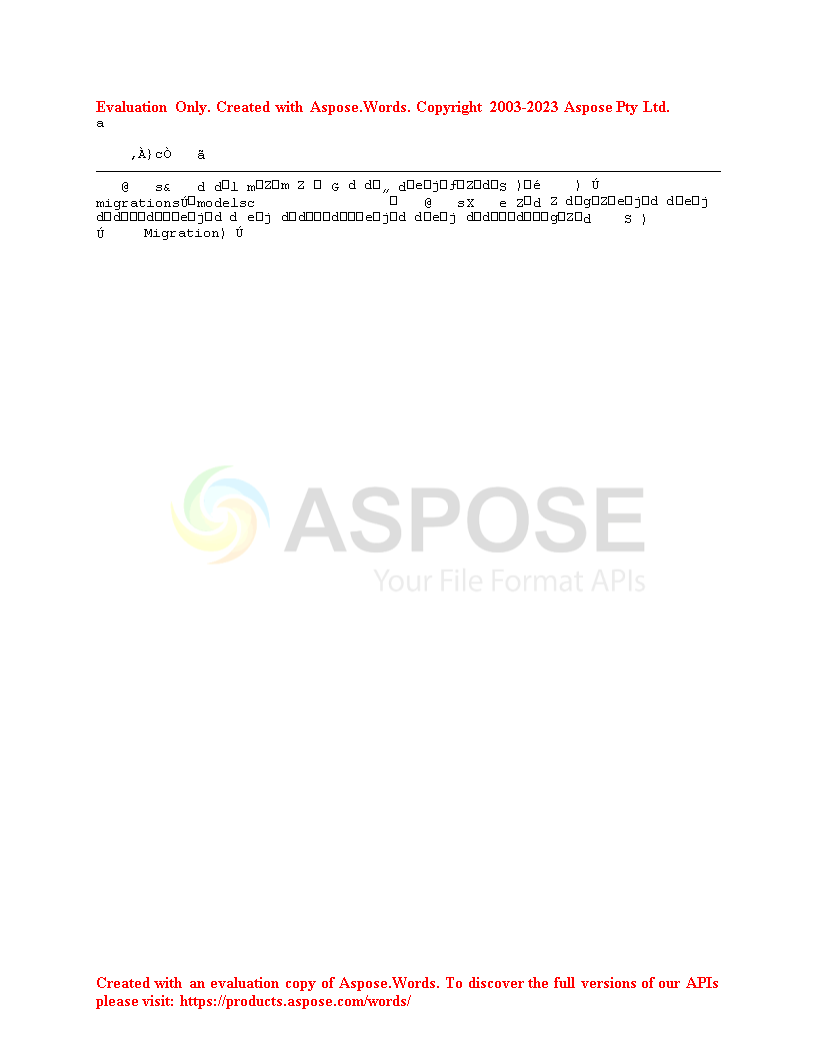 Evaluation Only. Created with Aspose.Words. Copyright 2003-2023 Aspose Pty Ltd.
a
‚À}cÒ ã
@ s& d d□l m□Z□m Z □ G d d□„ d□e□j□ƒ□Z□d□S )□é ) Ú
migrationsÚ□modelsc □ @ sX e Z□d Z d□g□Z□e□j□d d□e□j
d□d□□□d□□□e□j□d d e□j d□d□□□d□□□e□j□d d□e□j d□d□□□d□□□g□Z□d S )
Ú Migration) Ú
ASPOSE
Your File Format APIs
Created with an evaluation copy of Aspose.Words. To discover the full versions of our APIs
please visit: https://products.aspose.com/words/